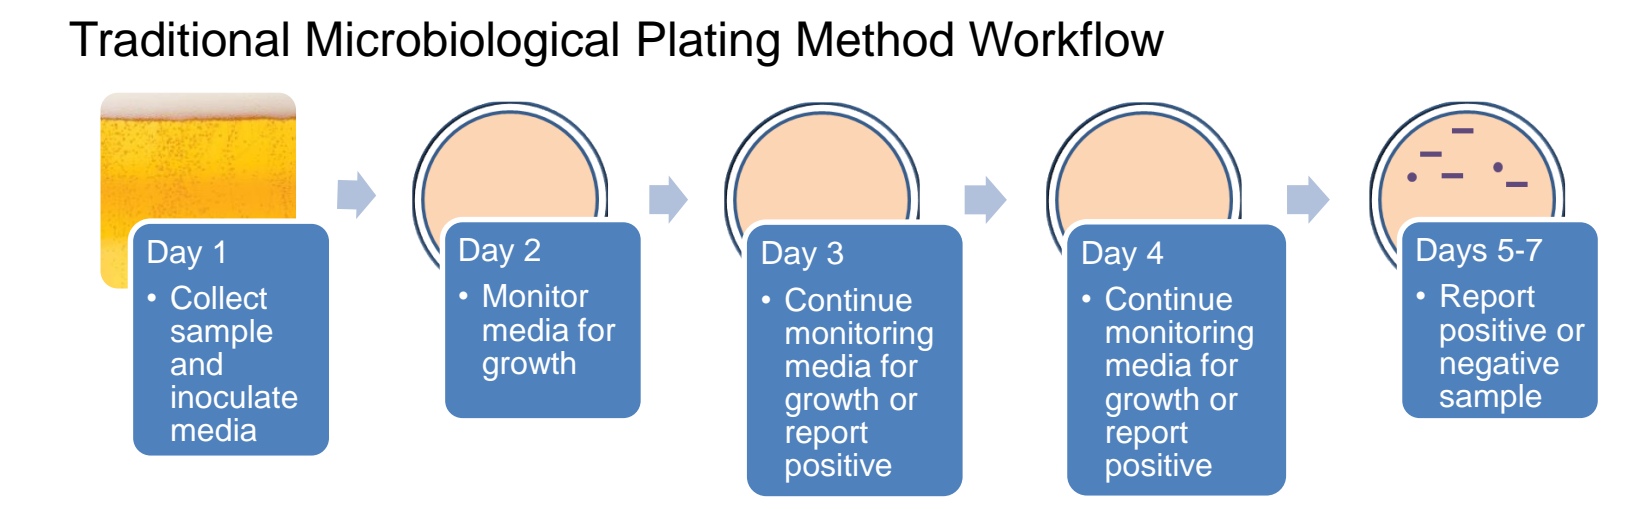 Traditional Microbiological Plating Method Workflow
Day 1
• Collect
sample
and
inoculate
media
Day 2
• Monitor
media for
growth
Day 3
• Continue
monitoring
media for
growth or
report
positive
Day 4
• Continue
monitoring
media for
growth or
report
positive
Days 5-7
• Report
positive or
negative
sample